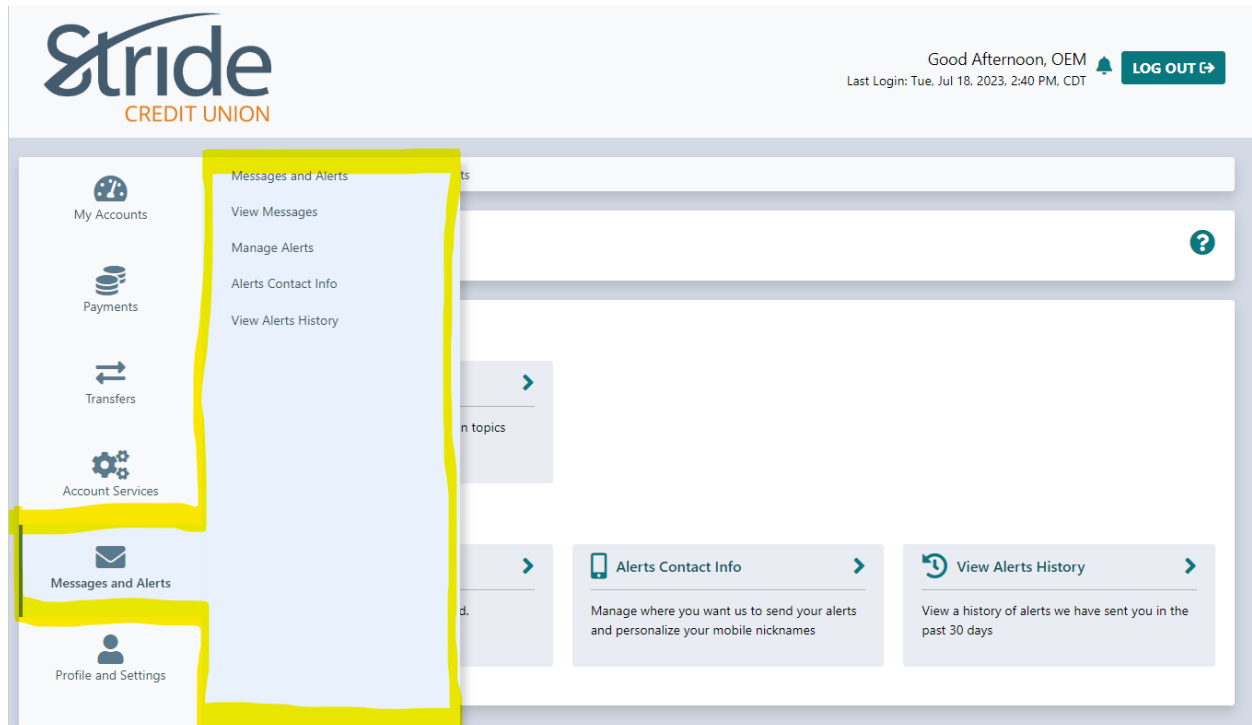 Stride
CREDIT UNION
Good Afternoon, OEM
LOG OUT
Last Login: Tue, Jul 18, 2023, 2:40 PM, CDT
My Accounts
Payments
Transfers
Account Services
Messages and Alerts
Profile and Settings
Messages and Alerts
View Messages
Manage Alerts
Alerts Contact Info
View Alerts History
topics
Alerts Contact Info
Manage where you want us to send your alerts
and personalize your mobile nicknames
View Alerts History
View a history of alerts we have sent you in the
past 30 days